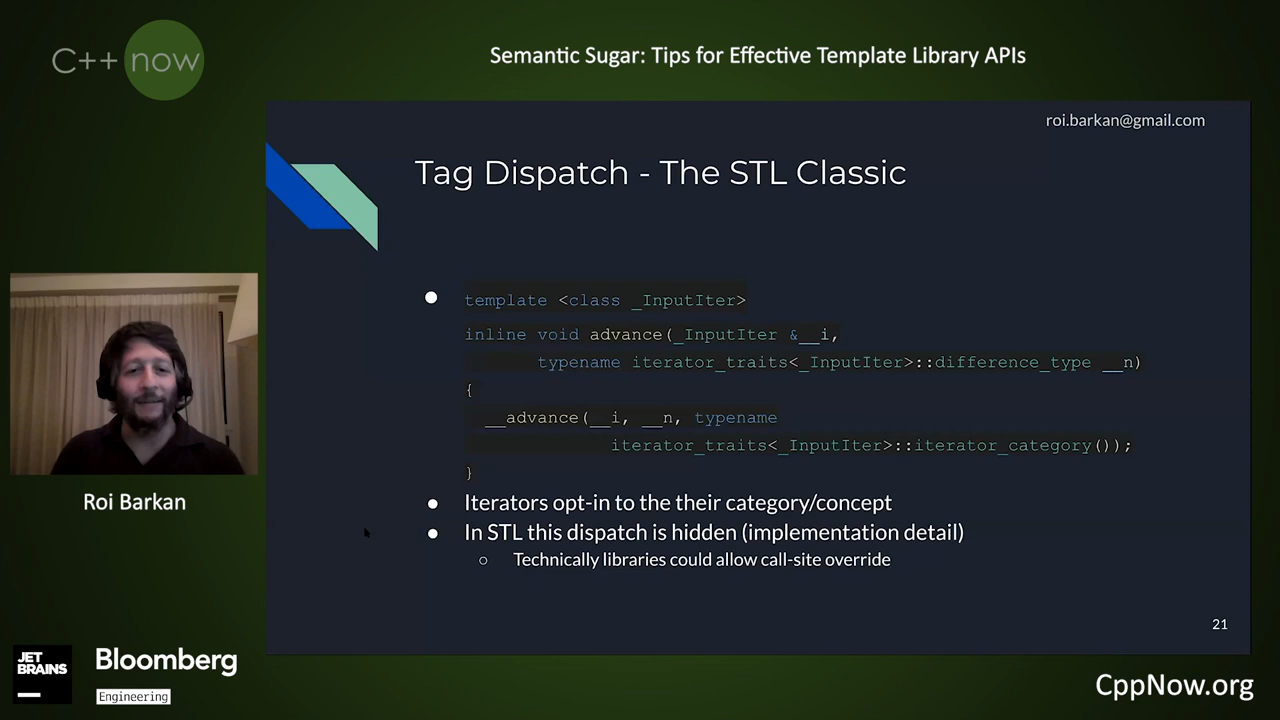 C++ now
Semantic Sugar: Tips for Effective Template Library APIs
roi.barkan@gmail.com
Tag Dispatch - The STL Classic
● template <class _InputIter>
inline void advance(_InputIter &__i,
typename iterator_traits<_InputIter>::difference_type __n)
{
__advance(__i, __n, typename
iterator_traits<_InputIter>::iterator_category());
}
● Iterators opt-in to the their category/concept
● In STL this dispatch is hidden (implementation detail)
○ Technically libraries could allow call-site override
21
Roi Barkan
JET
BRAINS
Bloomberg
Engineering
CppNow.org